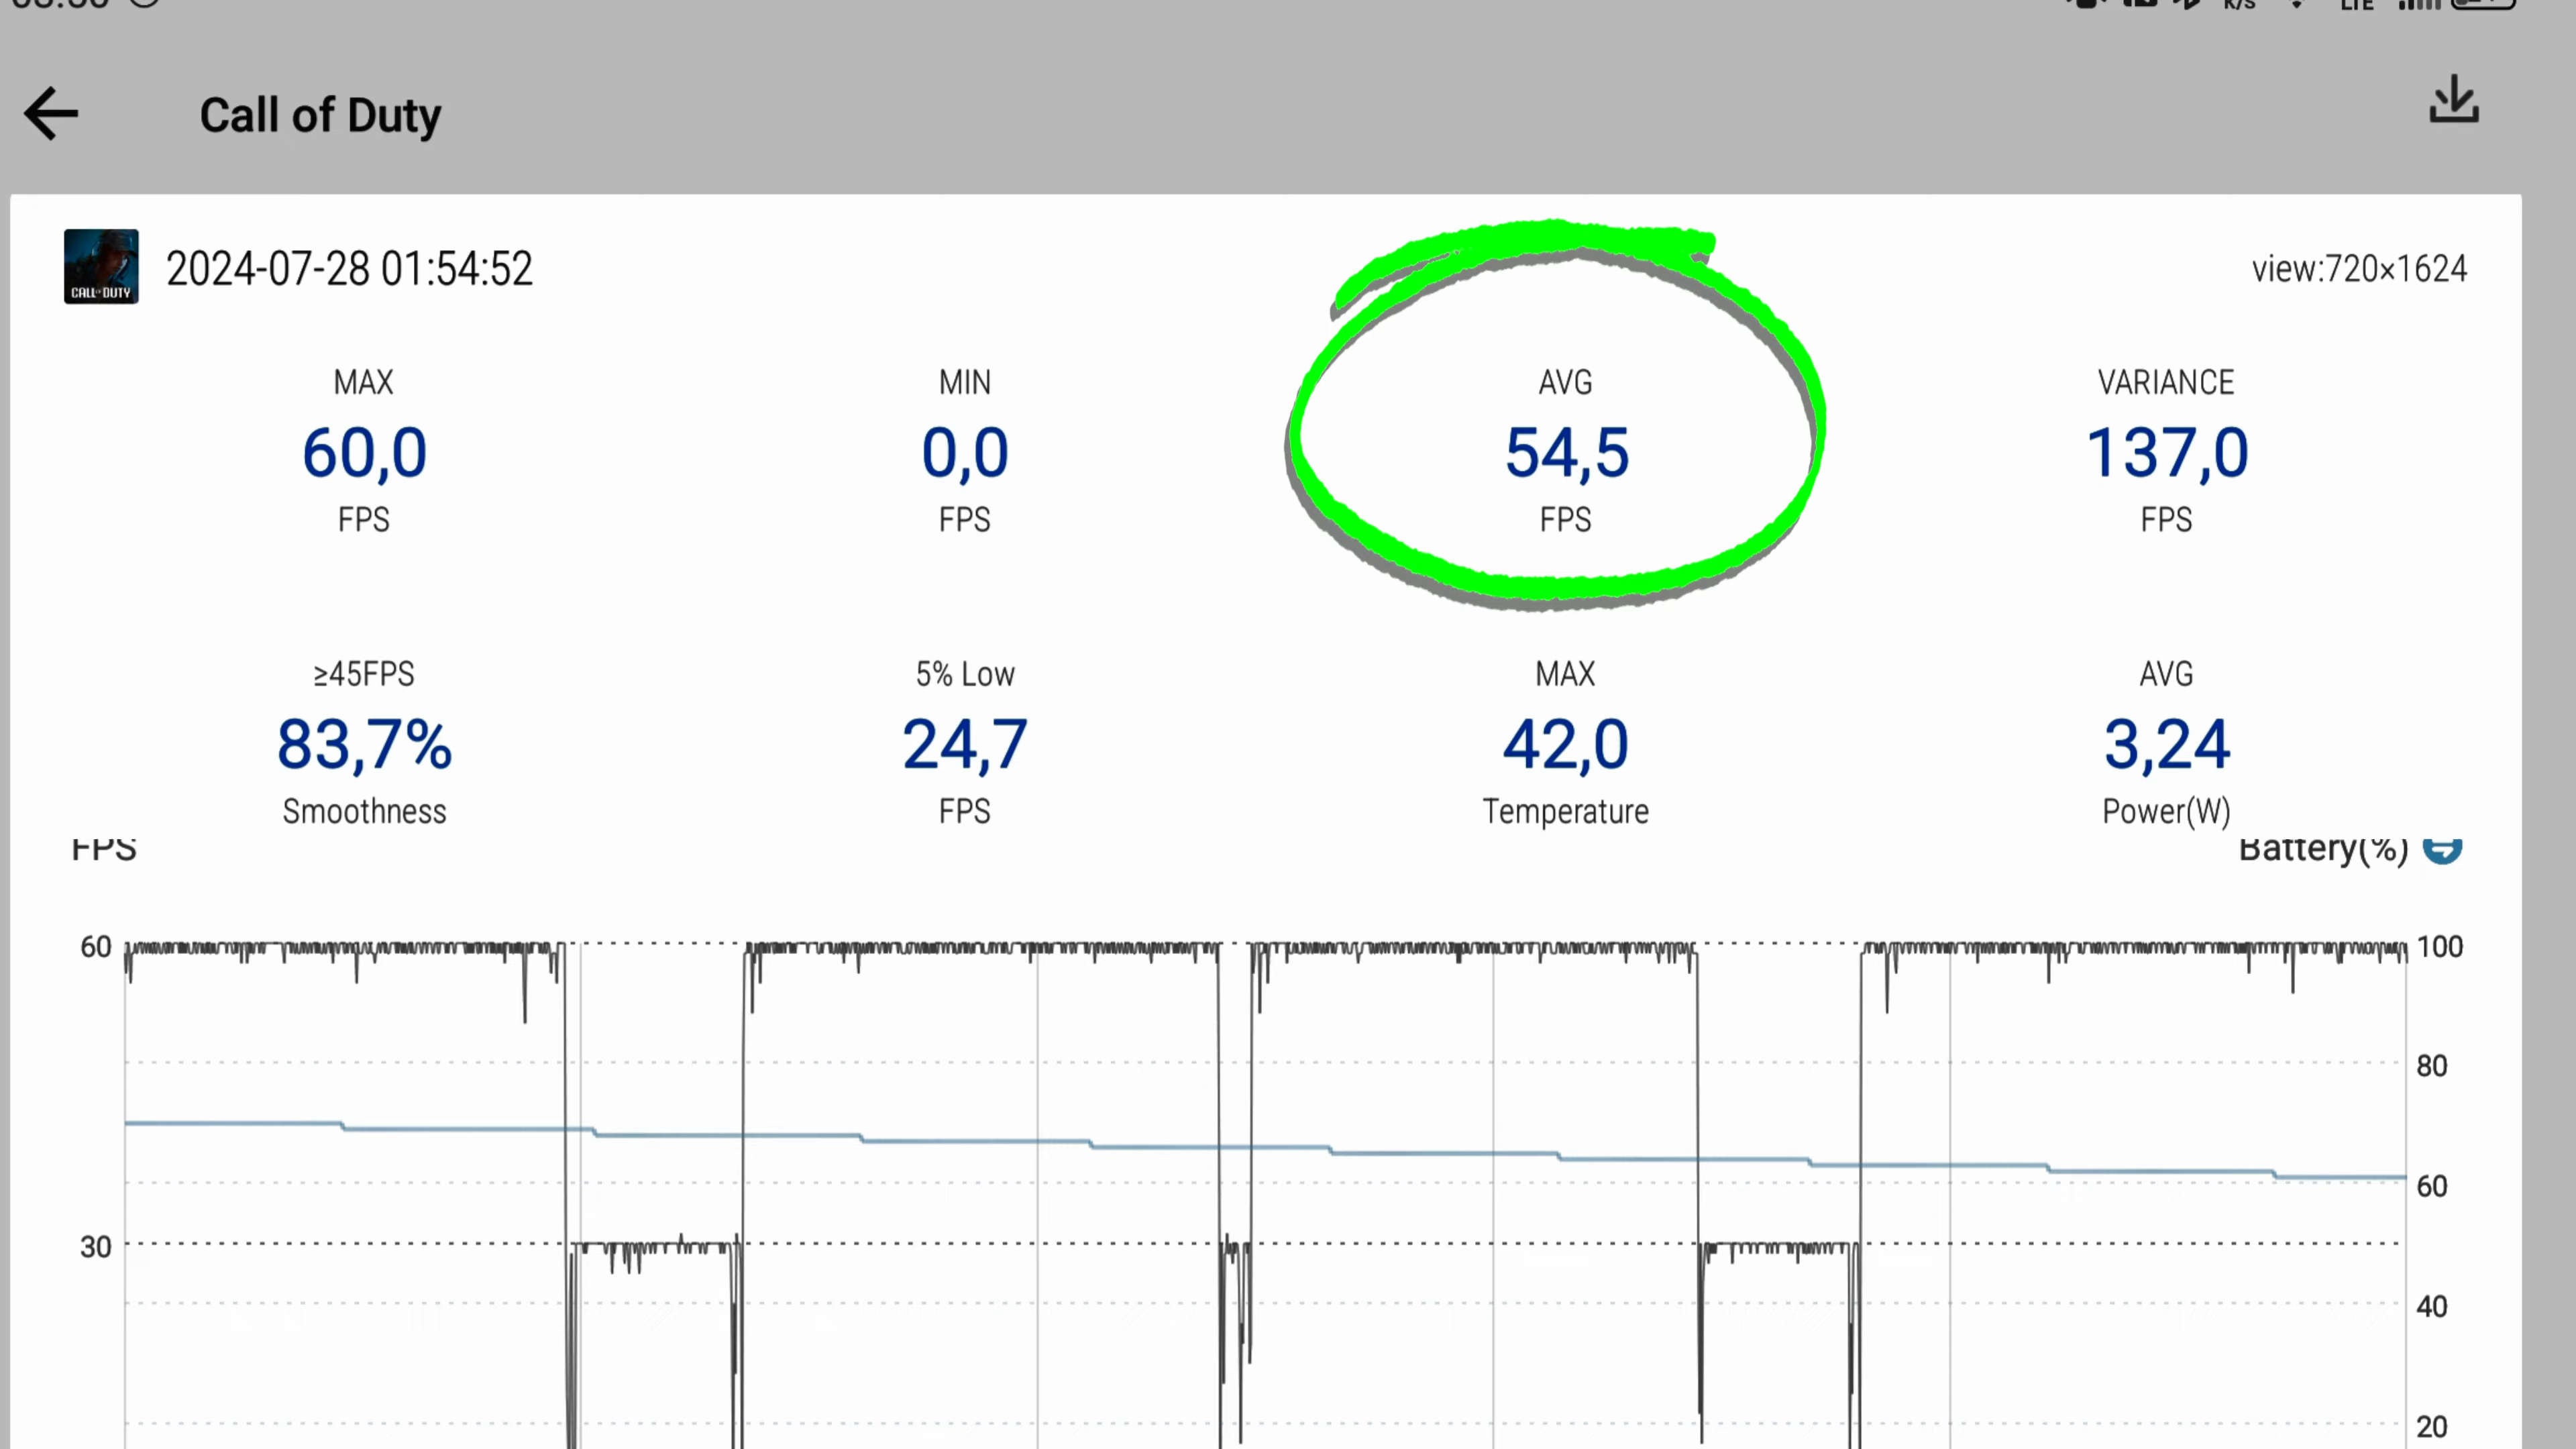 Call of Duty
CALL OF DUTY
2024-07-28 01:54:52
view:720×1624
MAX
60,0
FPS
MIN
0,0
FPS
AVG
54,5
FPS
VARIANCE
137,0
FPS
≥45FPS
83,7%
Smoothness
5% Low
24,7
FPS
MAX
42,0
Temperature
AVG
3,24
Power(W)
FPS
Battery(%)
60
100
80
60
30
40
20